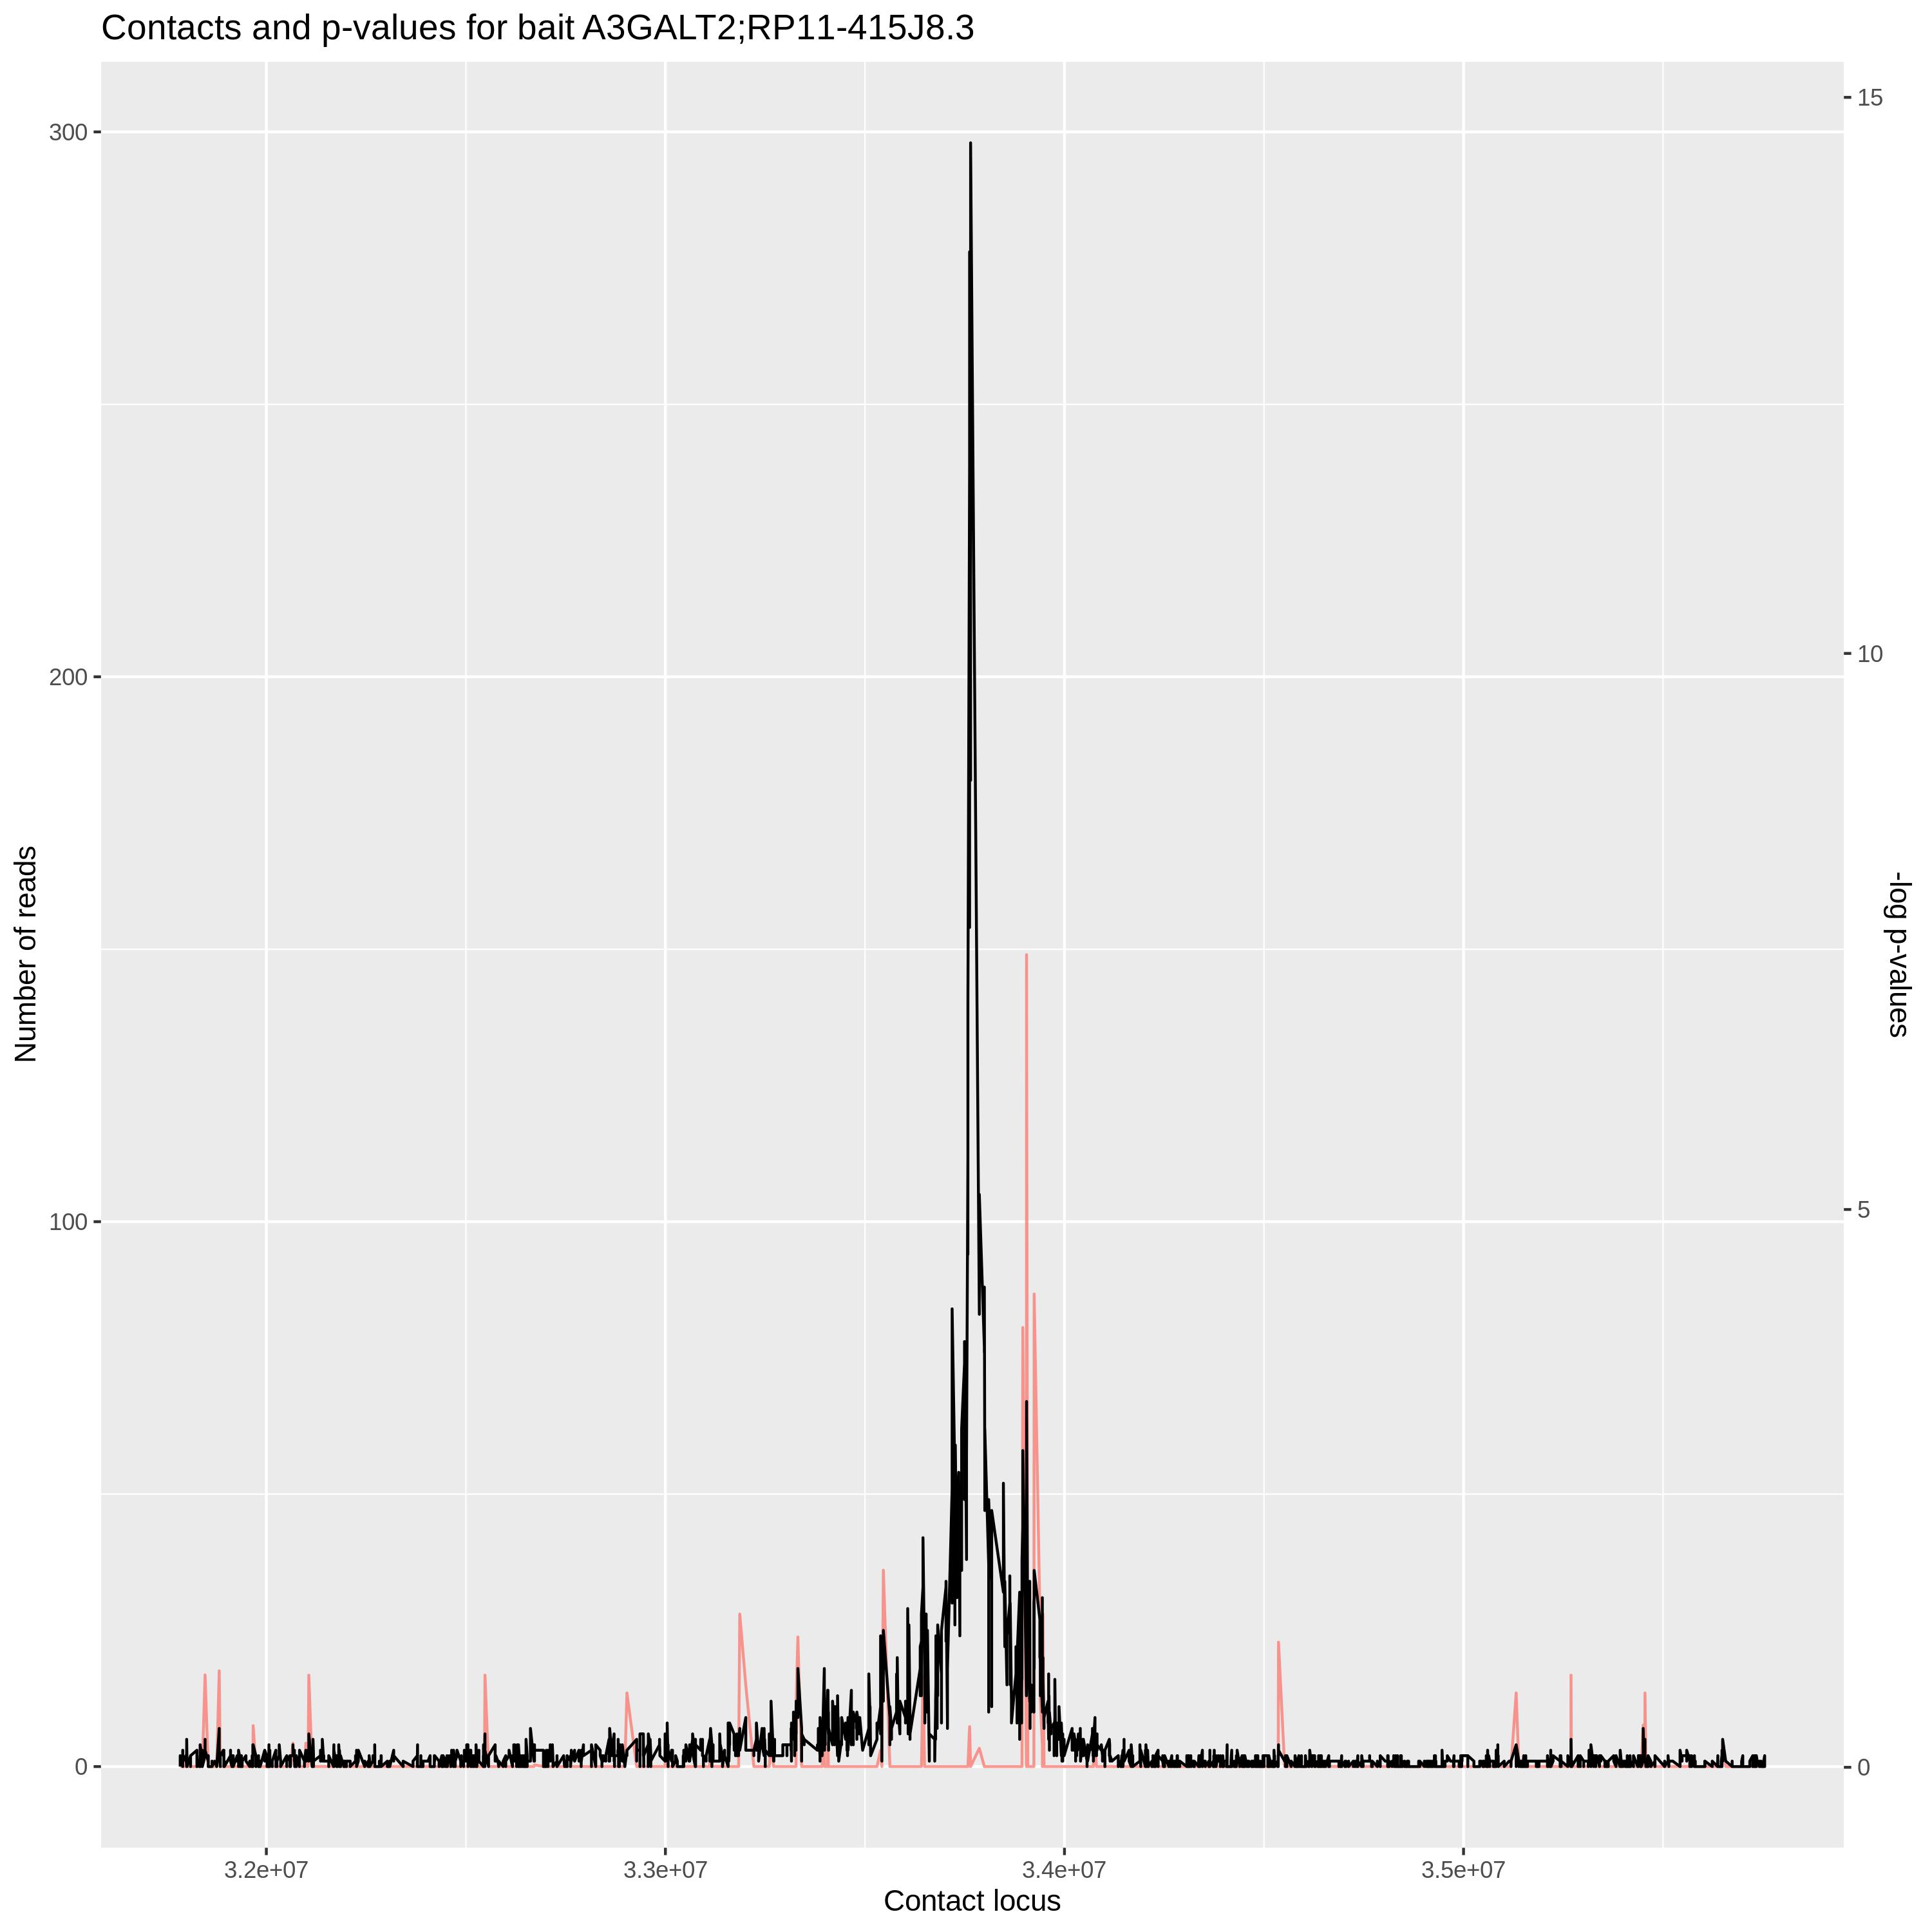 Contacts and p-values for bait A3GALT2;RP11-415J8.3
300
200
100
0
Number of reads
15
10
5
0
-log p-values
3.2e+07
3.3e+07
3.4e+07
3.5e+07
Contact locus